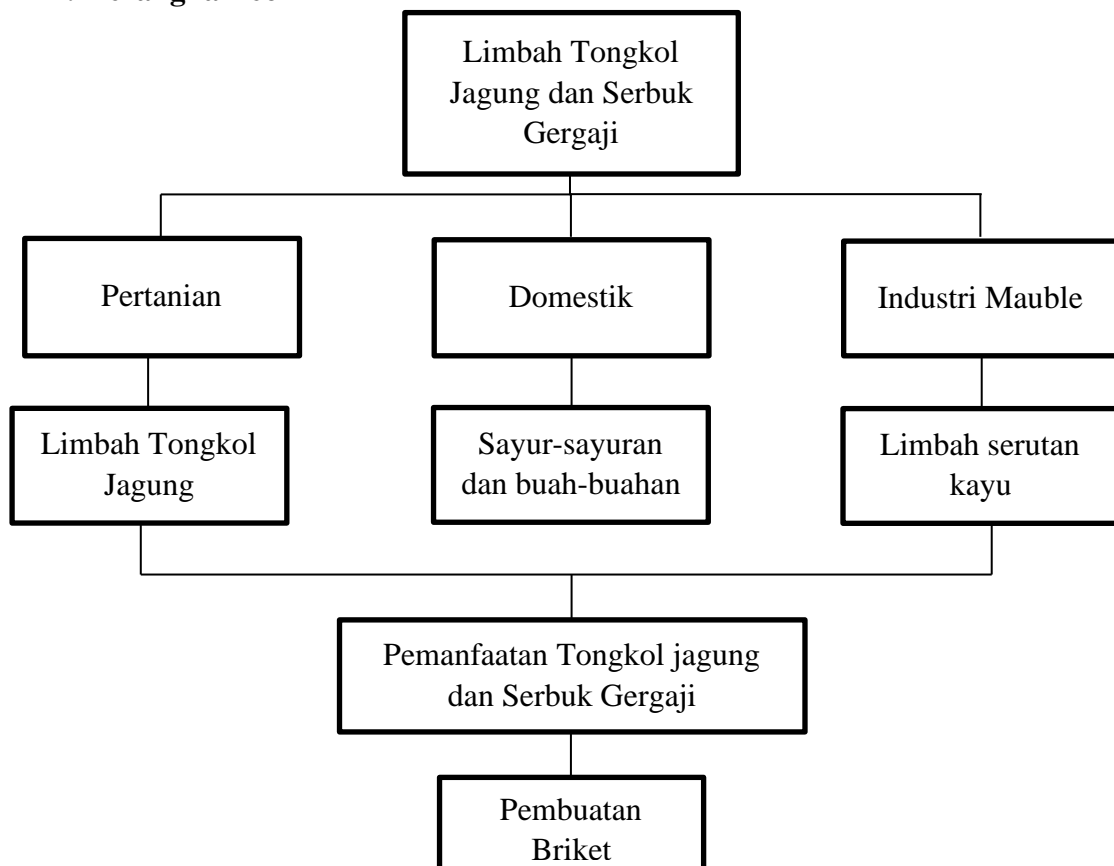 Limbah Tongkol
Jagung dan Serbuk
Gergaji
Pertanian
Domestik
Industri Mauble
Limbah Tongkol
Jagung
Sayur-sayuran
dan buah-buahan
Limbah serutan
kayu
Pemanfaatan Tongkol jagung
dan Serbuk Gergaji
Pembuatan
Briket